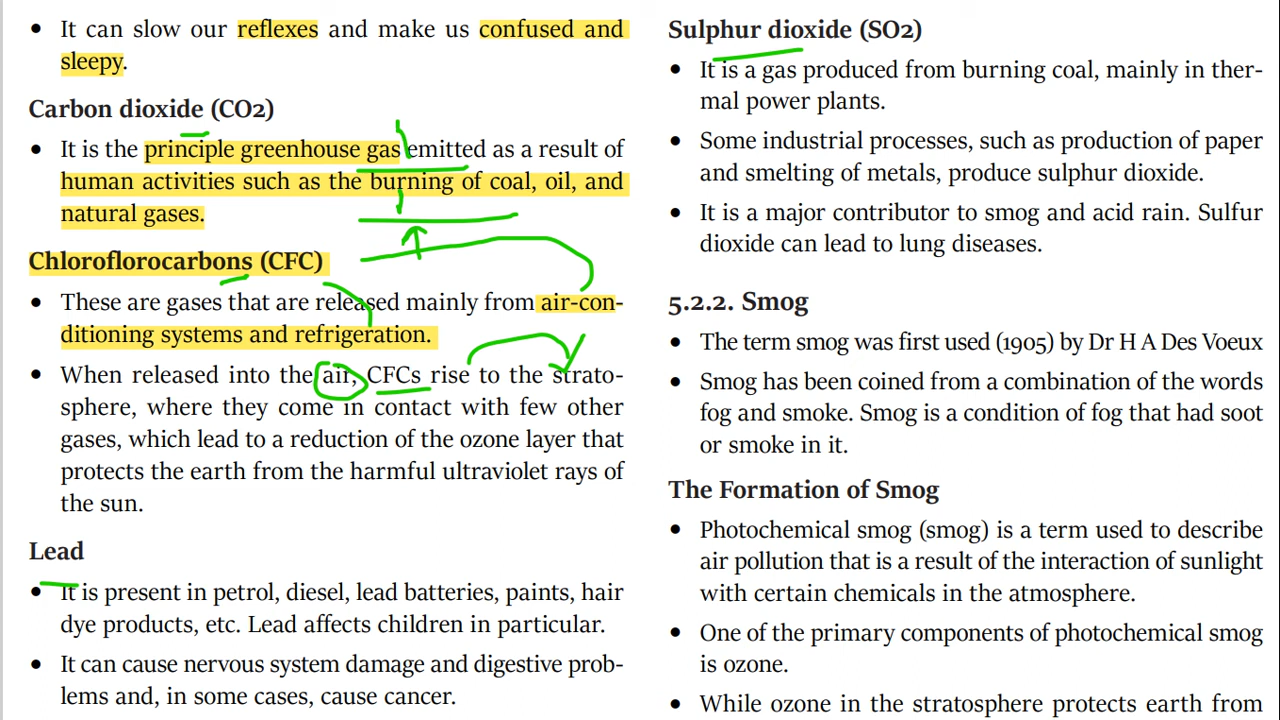 • It can slow our reflexes and make us confused and
sleepy.
Carbon dioxide (CO2)
• It is the principle greenhouse gas emitted as a result of
human activities such as the burning of coal, oil, and
natural gases.
Chloroflorocarbons (CFC)
• These are gases that are released mainly from air-con-
ditioning systems and refrigeration.
• When released into the air, CFCs rise to the strato-
sphere, where they come in contact with few other
gases, which lead to a reduction of the ozone layer that
protects the earth from the harmful ultraviolet rays of
the sun.
Lead
• It is present in petrol, diesel, lead batteries, paints, hair
dye products, etc. Lead affects children in particular.
• It can cause nervous system damage and digestive prob-
lems and, in some cases, cause cancer.
Sulphur dioxide (SO2)
• It is a gas produced from burning coal, mainly in ther-
mal power plants.
• Some industrial processes, such as production of paper
and smelting of metals, produce sulphur dioxide.
• It is a major contributor to smog and acid rain. Sulfur
dioxide can lead to lung diseases.
5.2.2. Smog
• The term smog was first used (1905) by Dr H A Des Voeux
• Smog has been coined from a combination of the words
fog and smoke. Smog is a condition of fog that had soot
or smoke in it.
The Formation of Smog
• Photochemical smog (smog) is a term used to describe
air pollution that is a result of the interaction of sunlight
with certain chemicals in the atmosphere.
• One of the primary components of photochemical smog
is ozone.
• While ozone in the stratosphere protects earth from